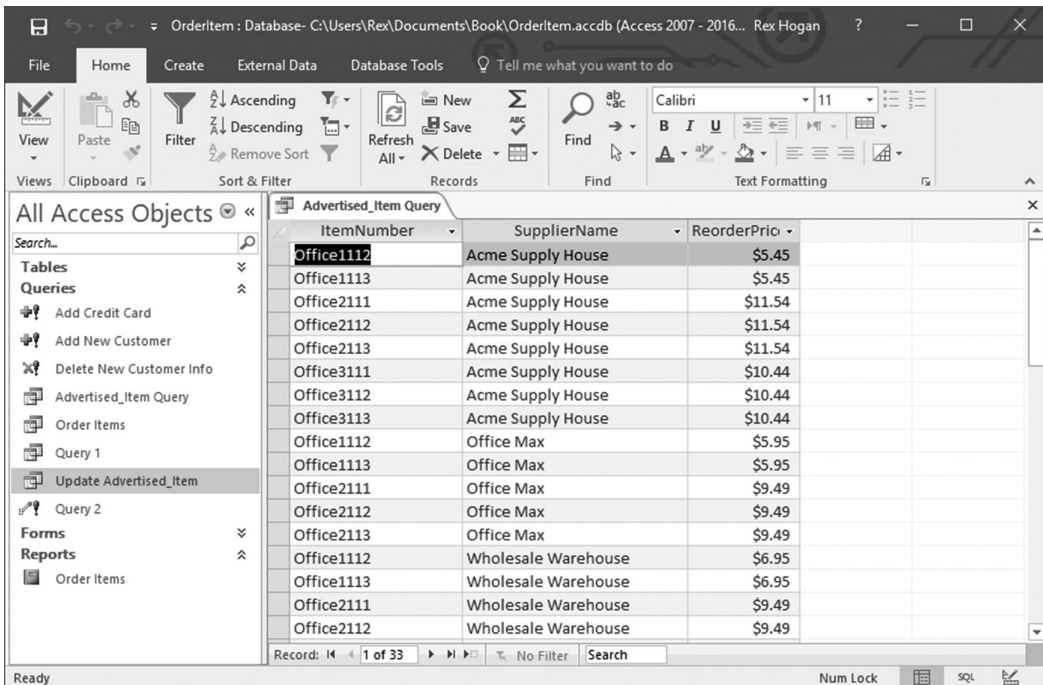 OrderItem : Database- C:\Users\Rex\Documents\Book\OrderItem.accdb (Access 2007 - 2016... Rex Hogan ?
File Home Create External Data Database Tools Tell me what you want to do
View
Paste
Filter
Ascending
Descending
Remove Sort
Refresh All
New
Save
Delete
Find
Calibri 11
B I U
Views Clipboard Sort & Filter Records Find Text Formatting
All Access Objects
Search...
Tables
Queries
Add Credit Card
Add New Customer
Delete New Customer Info
Advertised_Item Query
Order Items
Query 1
Update Advertised_Item
Query 2
Forms
Reports
Order Items
Advertised_Item Query
ItemNumber SupplierName ReorderPric
Office1112 Acme Supply House $5.45
Office1113 Acme Supply House $5.45
Office2111 Acme Supply House $11.54
Office2112 Acme Supply House $11.54
Office2113 Acme Supply House $11.54
Office3111 Acme Supply House $10.44
Office3112 Acme Supply House $10.44
Office3113 Acme Supply House $10.44
Office1112 Office Max $5.95
Office1113 Office Max $5.95
Office2111 Office Max $9.49
Office2112 Office Max $9.49
Office2113 Office Max $9.49
Office1112 Wholesale Warehouse $6.95
Office1113 Wholesale Warehouse $6.95
Office2111 Wholesale Warehouse $9.49
Office2112 Wholesale Warehouse $9.49
Record: 1 of 33 No Filter Search
Ready Num Lock SQL